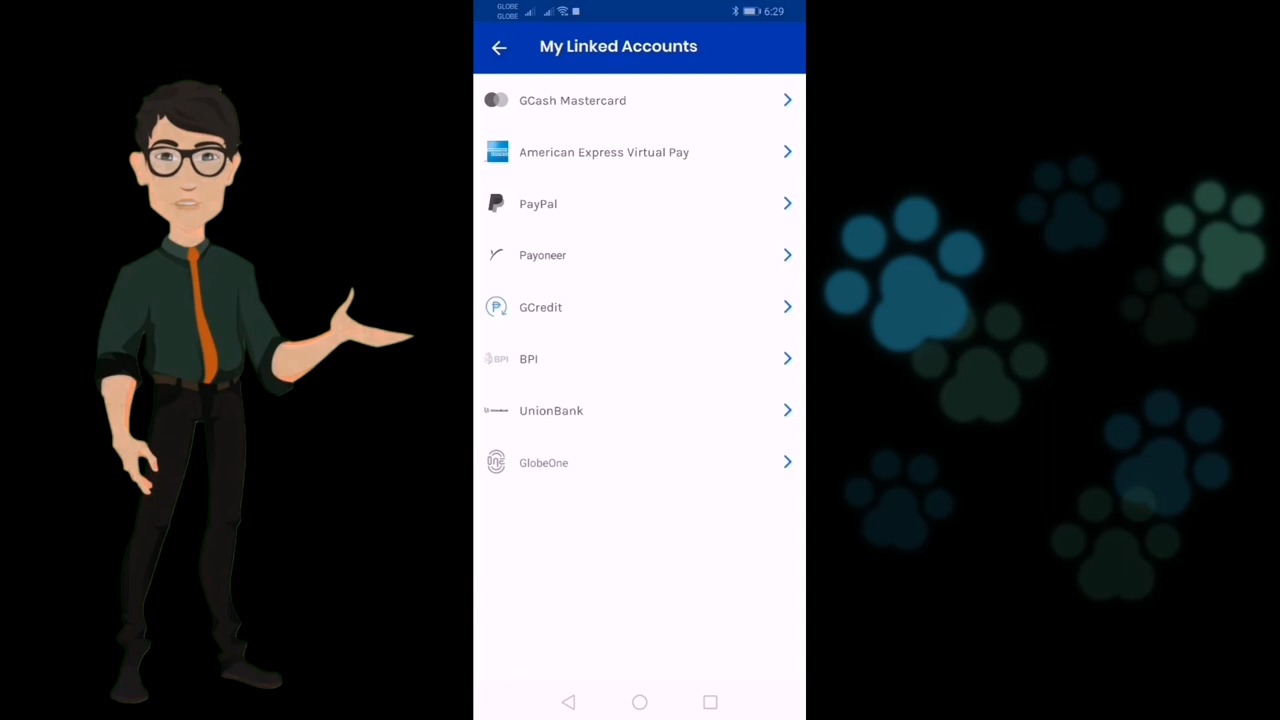 GLOBE
GLOBE
6:29
My Linked Accounts
GCash Mastercard
American Express Virtual Pay
PayPal
Payoneer
GCredit
BPI
BPI
UnionBank
GlobeOne